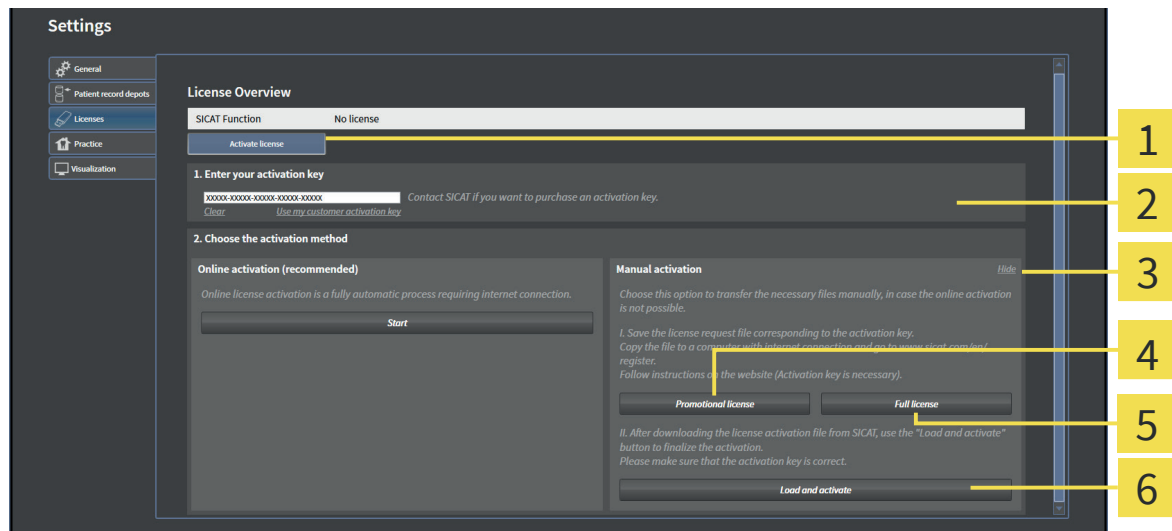 Settings
General
Patient record depots
Licenses
Practice
Visualization
License Overview
SICAT Function No license
Activate license
1. Enter your activation key
XXXXX-XXXXX-XXXXX-XXXXX-XXXXX Contact SICAT if you want to purchase an activation key.
Clear Use my customer activation key
2. Choose the activation method
Online activation (recommended)
Online license activation is a fully automatic process requiring internet connection.
Start
Manual activation Hide
Choose this option to transfer the necessary files manually, in case the online activation
is not possible.
I. Save the license request file corresponding to the activation key.
Copy the file to a computer with internet connection and go to www.sicat.com/en/
register.
Follow instructions on the website (Activation key is necessary).
Promotional license Full license
II. After downloading the license activation file from SICAT, use the "Load and activate"
button to finalize the activation.
Please make sure that the activation key is correct.
Load and activate
1
2
3
4
5
6